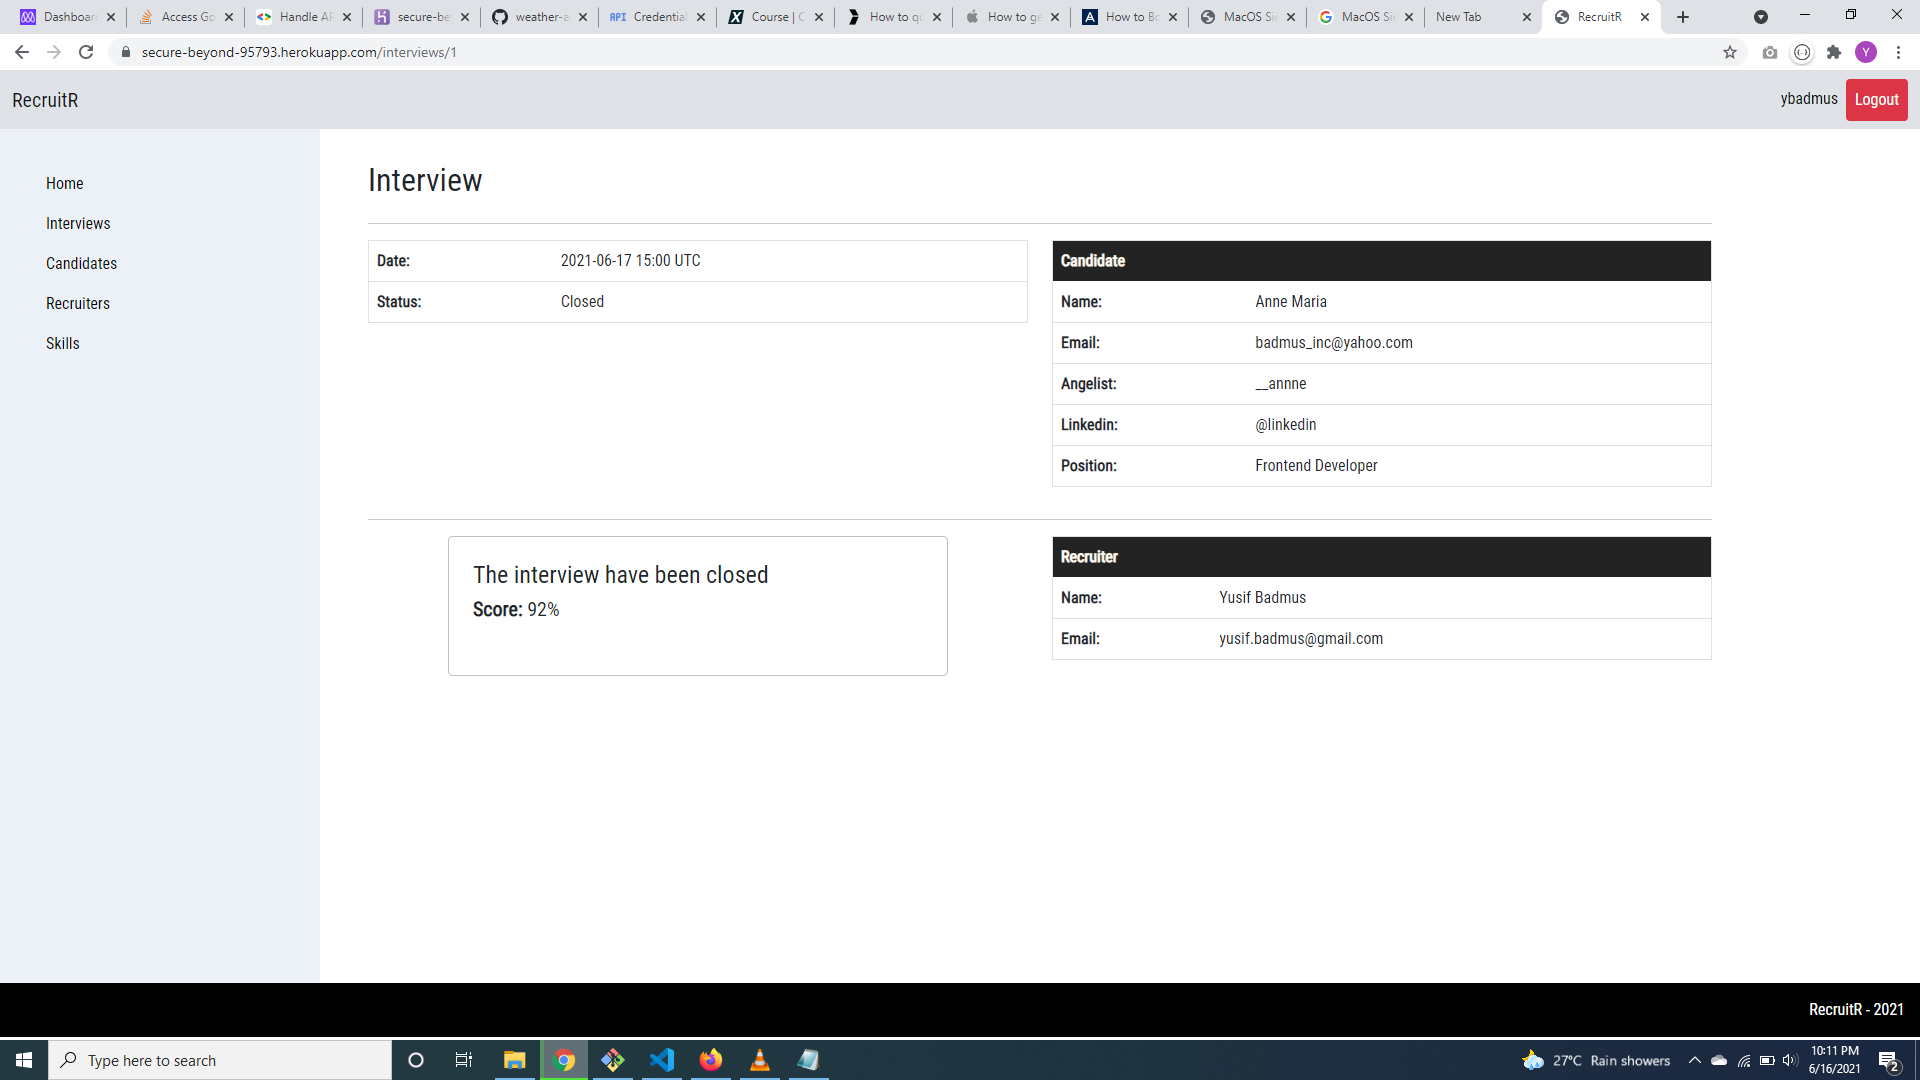 Dashboar
Access Go
Handle AP
secure-be
weather-a
Credential
Course | C
How to qu
How to ge
How to Bo
MacOS Sie
MacOS Sie
New Tab
RecruitR
secure-beyond-95793.herokuapp.com/interviews/1
Y
RecruitR
ybadmus
Logout
Home
Interviews
Candidates
Recruiters
Skills
Interview
Date: 2021-06-17 15:00 UTC
Status: Closed
Candidate
Name: Anne Maria
Email: badmus_inc@yahoo.com
Angelist: __annne
Linkedin: @linkedin
Position: Frontend Developer
The interview have been closed
Score: 92%
Recruiter
Name: Yusif Badmus
Email: yusif.badmus@gmail.com
RecruitR - 2021
Type here to search
27°C Rain showers
10:11 PM
6/16/2021
2